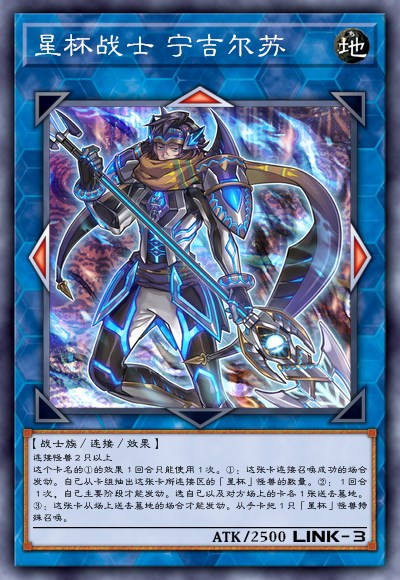 星杯战士 宁吉尔苏
地
【战士族／连接／效果】
连接怪兽2只以上
这个卡名的①的效果1回合只能使用1次。①：这张卡连接召唤成功的场合
发动。自己从卡组抽出这张卡所连接区的「星杯」怪兽的数量。②：1回合
1次，自己主要阶段才能发动。选自己以及对方场上的卡各1张送去墓地。
③：这张卡从场上送去墓地的场合才能发动。从手卡把1只「星杯」怪兽特
殊召唤。
ATK/2500 LINK-3